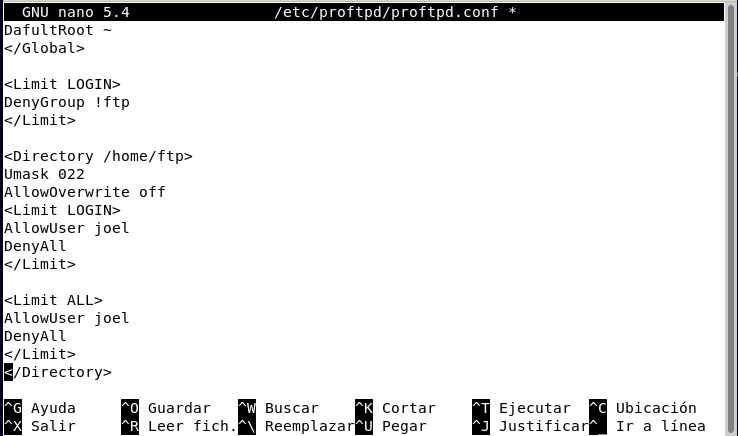 GNU nano 5.4 /etc/proftpd/proftpd.conf *
DafultRoot ~
</Global>
<Limit LOGIN>
DenyGroup !ftp
</Limit>
<Directory /home/ftp>
Umask 022
AllowOverwrite off
<Limit LOGIN>
AllowUser joel
DenyAll
</Limit>
<Limit ALL>
AllowUser joel
DenyAll
</Limit>
</Directory>
^G Ayuda ^O Guardar ^W Buscar ^K Cortar ^T Ejecutar ^C Ubicación
^X Salir ^R Leer fich. ^\ Reemplazar ^U Pegar ^J Justificar ^_ Ir a línea